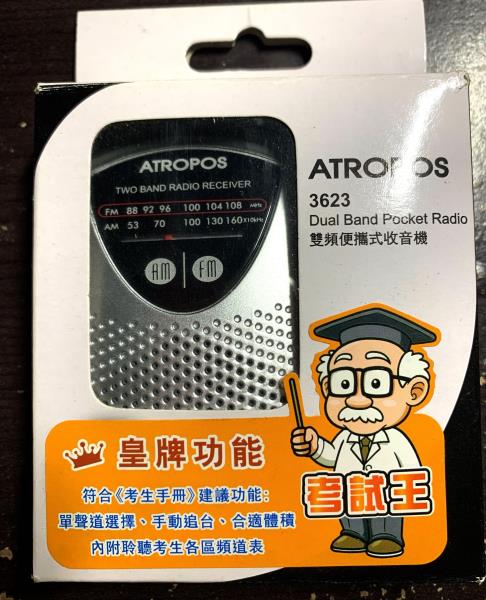 ATROPOS
TWO BAND RADIO RECEIVER
FM 88 92 96 100 104 108 MHz
AM 53 70 100 130 160X10kHz
AM FM
ATROPOS
3623
Dual Band Pocket Radio
雙頻便攜式收音機
皇牌功能
符合《考生手冊》建議功能:
單聲道選擇、手動追台、合適體積
內附聆聽考生各區頻道表
考試王